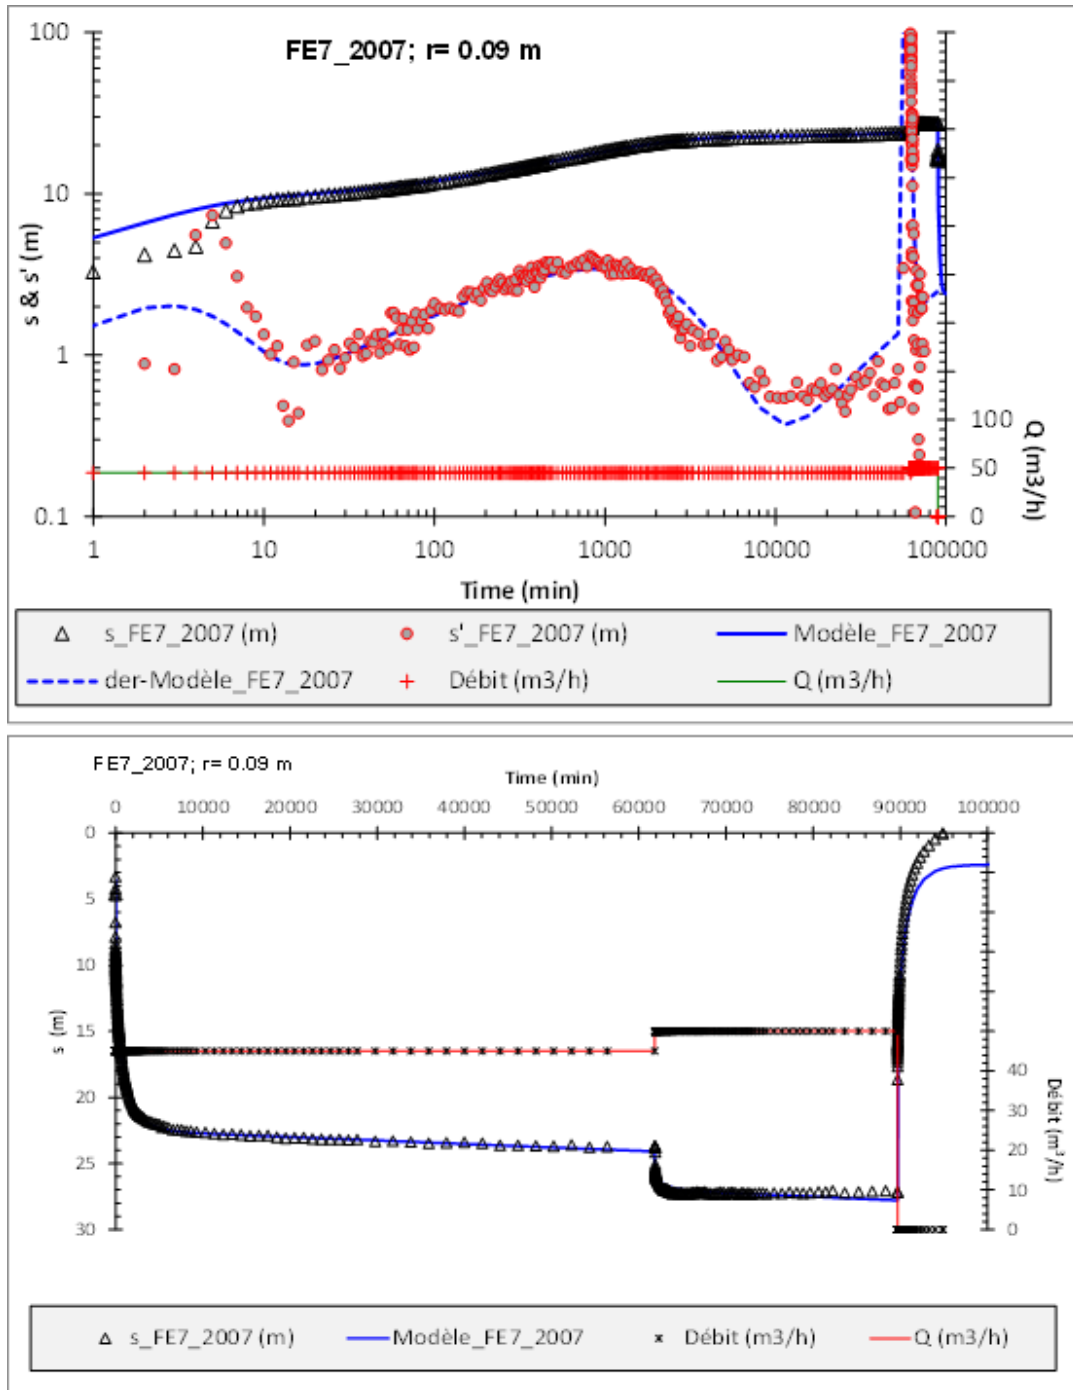 FE7_2007; r= 0.09 m
100
10
1
0.1
s & s' (m)
100
50
0
Q (m3/h)
1 10 100 1000 10000 100000
Time (min)
s_FE7_2007 (m) s'_FE7_2007 (m) Modèle_FE7_2007
der-Modèle_FE7_2007 Débit (m3/h) Q (m3/h)
FE7_2007; r= 0.09 m
Time (min)
0 10000 20000 30000 40000 50000 60000 70000 80000 90000 100000
0
5
10
15
20
25
30
s (m)
40
30
20
10
0
Débit (m³/h)
s_FE7_2007 (m) Modèle_FE7_2007 Débit (m3/h) Q (m3/h)